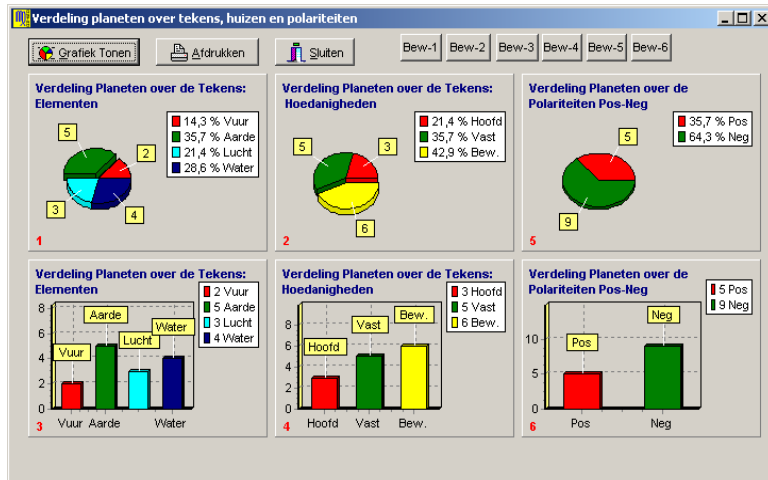 Verdeling planeten over tekens, huizen en polariteiten
Grafiek Tonen
Afdrukken
Sluiten
Bew-1
Bew-2
Bew-3
Bew-4
Bew-5
Bew-6
Verdeling Planeten over de Tekens:
Elementen
14,3 % Vuur
35,7 % Aarde
21,4 % Lucht
28,6 % Water
5
2
3
4
1
Verdeling Planeten over de Tekens:
Hoedanigheden
21,4 % Hoofd
35,7 % Vast
42,9 % Bew.
5
3
6
2
Verdeling Planeten over de
Polariteiten Pos-Neg
35,7 % Pos
64,3 % Neg
5
9
5
Verdeling Planeten over de Tekens:
Elementen
2 Vuur
5 Aarde
3 Lucht
4 Water
8
6
4
2
0
Vuur
Aarde
Lucht
Water
Vuur Aarde Water
3
Verdeling Planeten over de Tekens:
Hoedanigheden
3 Hoofd
5 Vast
6 Bew.
8
6
4
2
0
Hoofd
Vast
Bew.
Hoofd Vast Bew.
4
Verdeling Planeten over de
Polariteiten Pos-Neg
5 Pos
9 Neg
10
5
0
Pos
Neg
Pos Neg
6